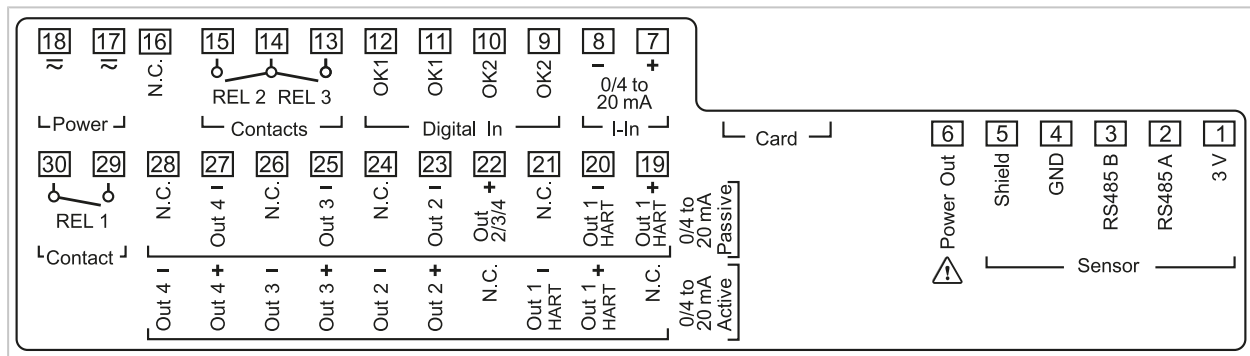 18 17 16 15 14 13 12 11 10 9 8 7
≂ ≂ N.C. OK1 OK1 OK2 OK2 − +
REL 2 REL 3
0/4 to
20 mA
Power Contacts Digital In I-In Card
6 5 4 3 2 1
Power Out Shield GND RS485 B RS485 A 3 V
Sensor
30 29 28 27 26 25 24 23 22 21 20 19
REL 1
Contact
N.C. Out 4 − N.C. Out 3 − N.C. Out 2 − Out 2/3/4 + N.C. Out 1 − HART Out 1 + HART
0/4 to
20 mA
Passive
Out 4 − Out 4 + Out 3 − Out 3 + Out 2 − Out 2 + N.C. Out 1 − HART Out 1 + HART N.C.
0/4 to
20 mA
Active